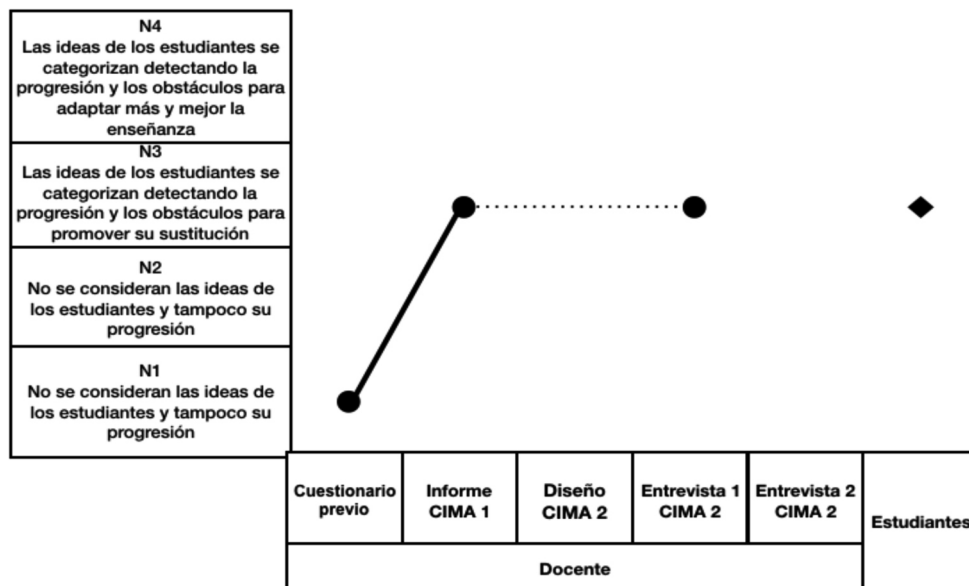 N4
Las ideas de los estudiantes se
categorizan detectando la
progresión y los obstáculos para
adaptar más y mejor la
enseñanza
N3
Las ideas de los estudiantes se
categorizan detectando la
progresión y los obstáculos para
promover su sustitución
N2
No se consideran las ideas de
los estudiantes y tampoco su
progresión
N1
No se consideran las ideas de
los estudiantes y tampoco su
progresión
Cuestionario
previo
Informe
CIMA 1
Diseño
CIMA 2
Entrevista 1
CIMA 2
Entrevista 2
CIMA 2
Estudiantes
Docente